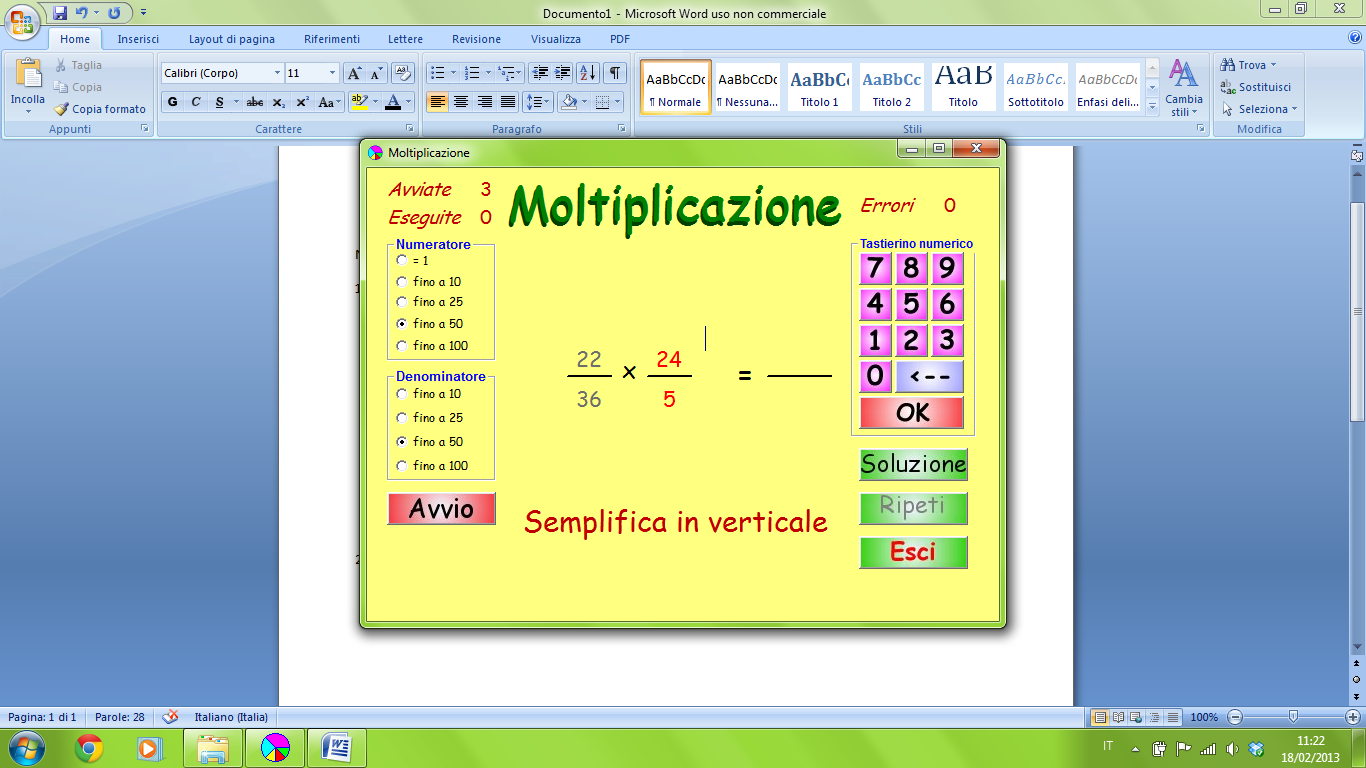 Documento1 - Microsoft Word uso non commerciale
Home Inserisci Layout di pagina Riferimenti Lettere Revisione Visualizza PDF
Incolla
Taglia
Copia
Copia formato
Appunti
Calibri (Corpo) 11
G C S abc x₂ x² Aa
Carattere
Paragrafo
AaBbCcDc AaBbCcDc AaBbC AaBbCc AaB AaBbCcI AaBbCcDc
¶ Normale ¶ Nessuna... Titolo 1 Titolo 2 Titolo Sottotitolo Enfasi deli...
Cambia stili
Stili
Trova
Sostituisci
Seleziona
Modifica
Moltiplicazione
Avviate 3
Eseguite 0
Moltiplicazione
Errori 0
Numeratore
= 1
fino a 10
fino a 25
fino a 50
fino a 100
Denominatore
fino a 10
fino a 25
fino a 50
fino a 100
Avvio
22 24
× =
36 5
Semplifica in verticale
Tastierino numerico
7 8 9
4 5 6
1 2 3
0 <--
OK
Soluzione
Ripeti
Esci
Pagina: 1 di 1 Parole: 28 Italiano (Italia) 100%
IT 11:22
18/02/2013